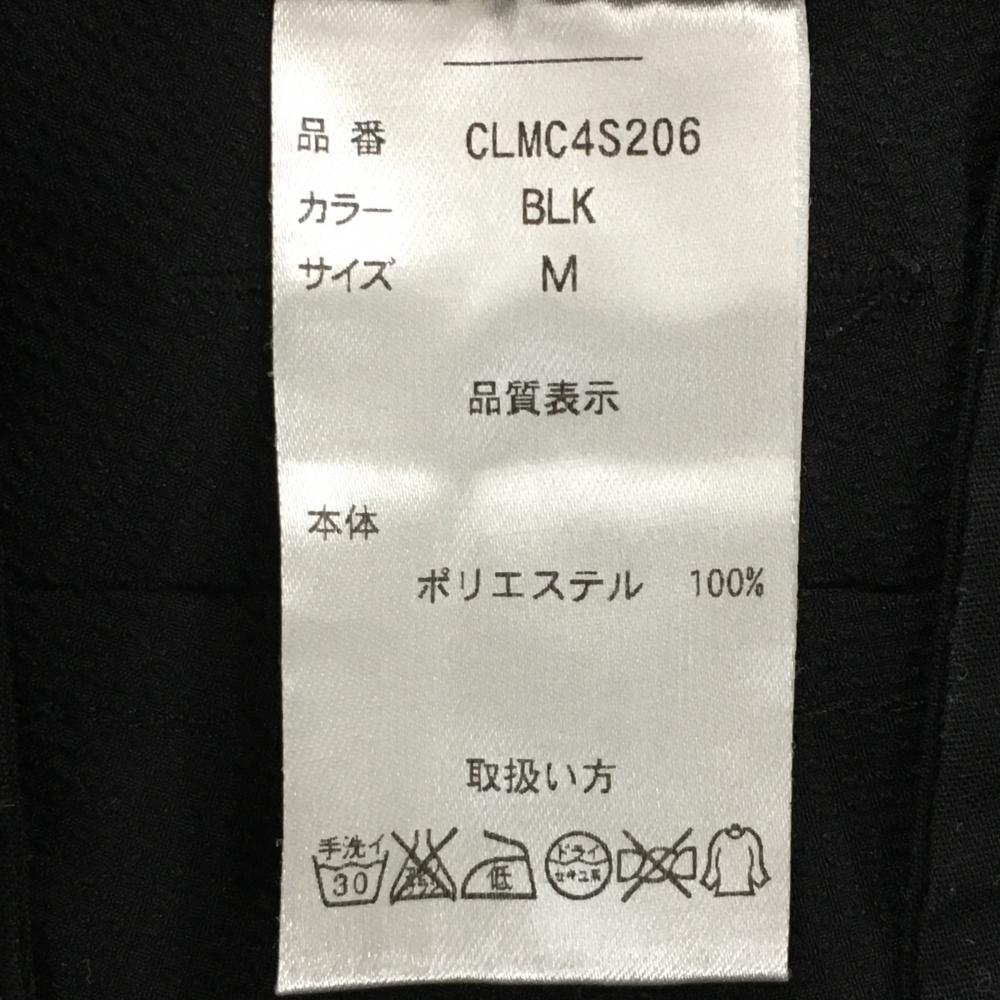 品番 CLMC4S206
カラー BLK
サイズ M
品質表示
本体
ポリエステル 100%
取扱い方
手洗イ
30
低
ドライ
セキユ系